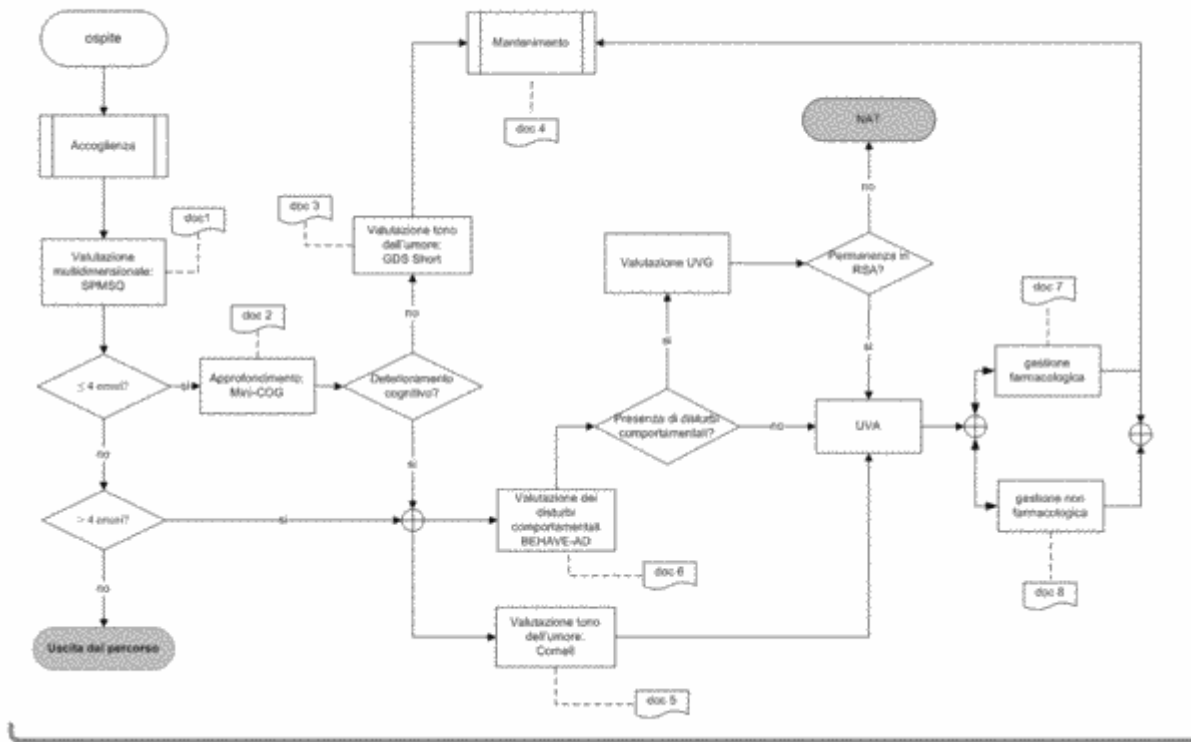 ospite
Accoglienza
doc1
Valutazione
multidimensionale:
SPMSQ
≤ 4 errori?
si
no
> 4 errori?
si
no
Uscita dal percorso
doc 2
Approfondimento:
Mini-COG
doc 3
Valutazione tono
dell'umore:
GDS Short
no
Deterioramento
cognitivo?
si
Mantenimento
doc 4
Valutazione dei
disturbi
comportamentali
BEHAVE-AD
doc 6
Valutazione tono
dell'umore:
Cornell
doc 5
Valutazione UVG
si
Presenza di disturbi
comportamentali?
no
NAT
no
Permanenza in
RSA?
si
UVA
doc 7
gestione
farmacologica
gestione non
farmacologica
doc 8